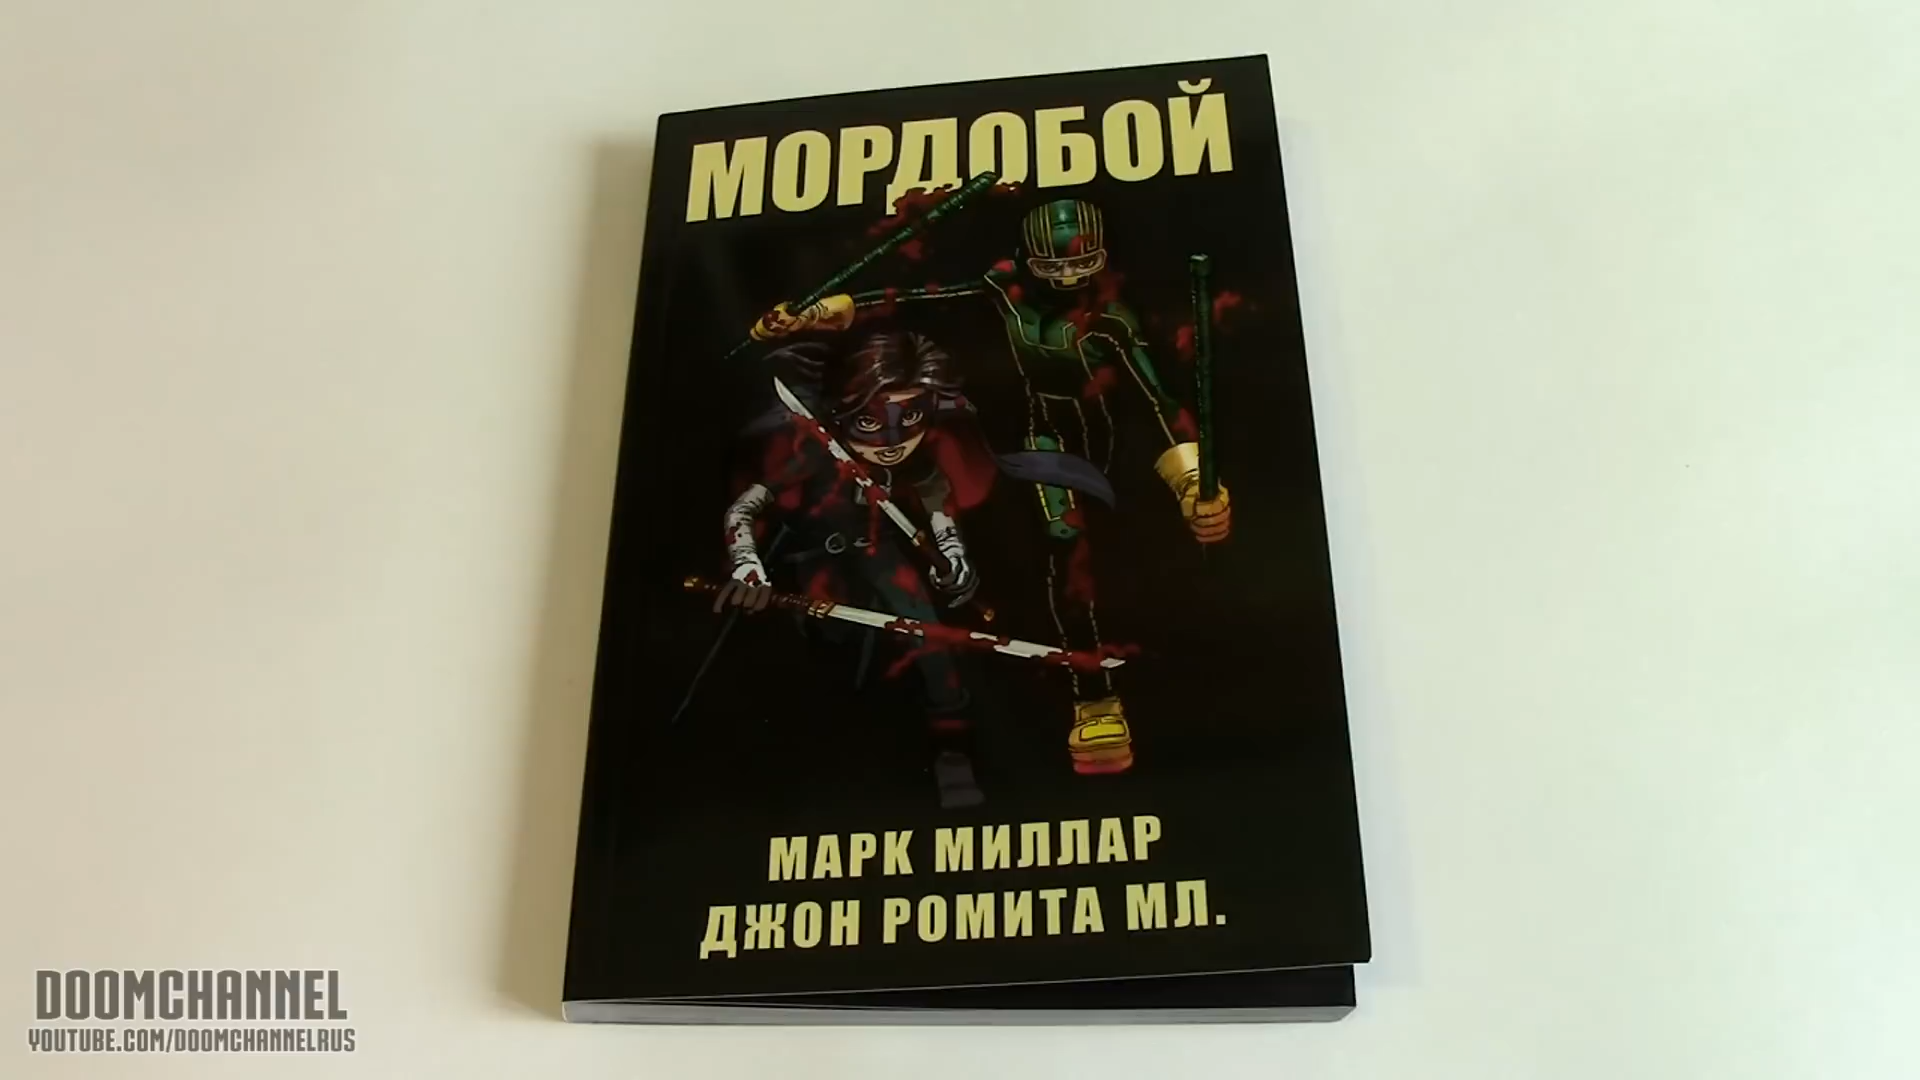 МОРДОБОЙ
МАРК МИЛЛАР
ДЖОН РОМИТА МЛ.
DOOMCHANNEL
YOUTUBE.COM/DOOMCHANNELRUS